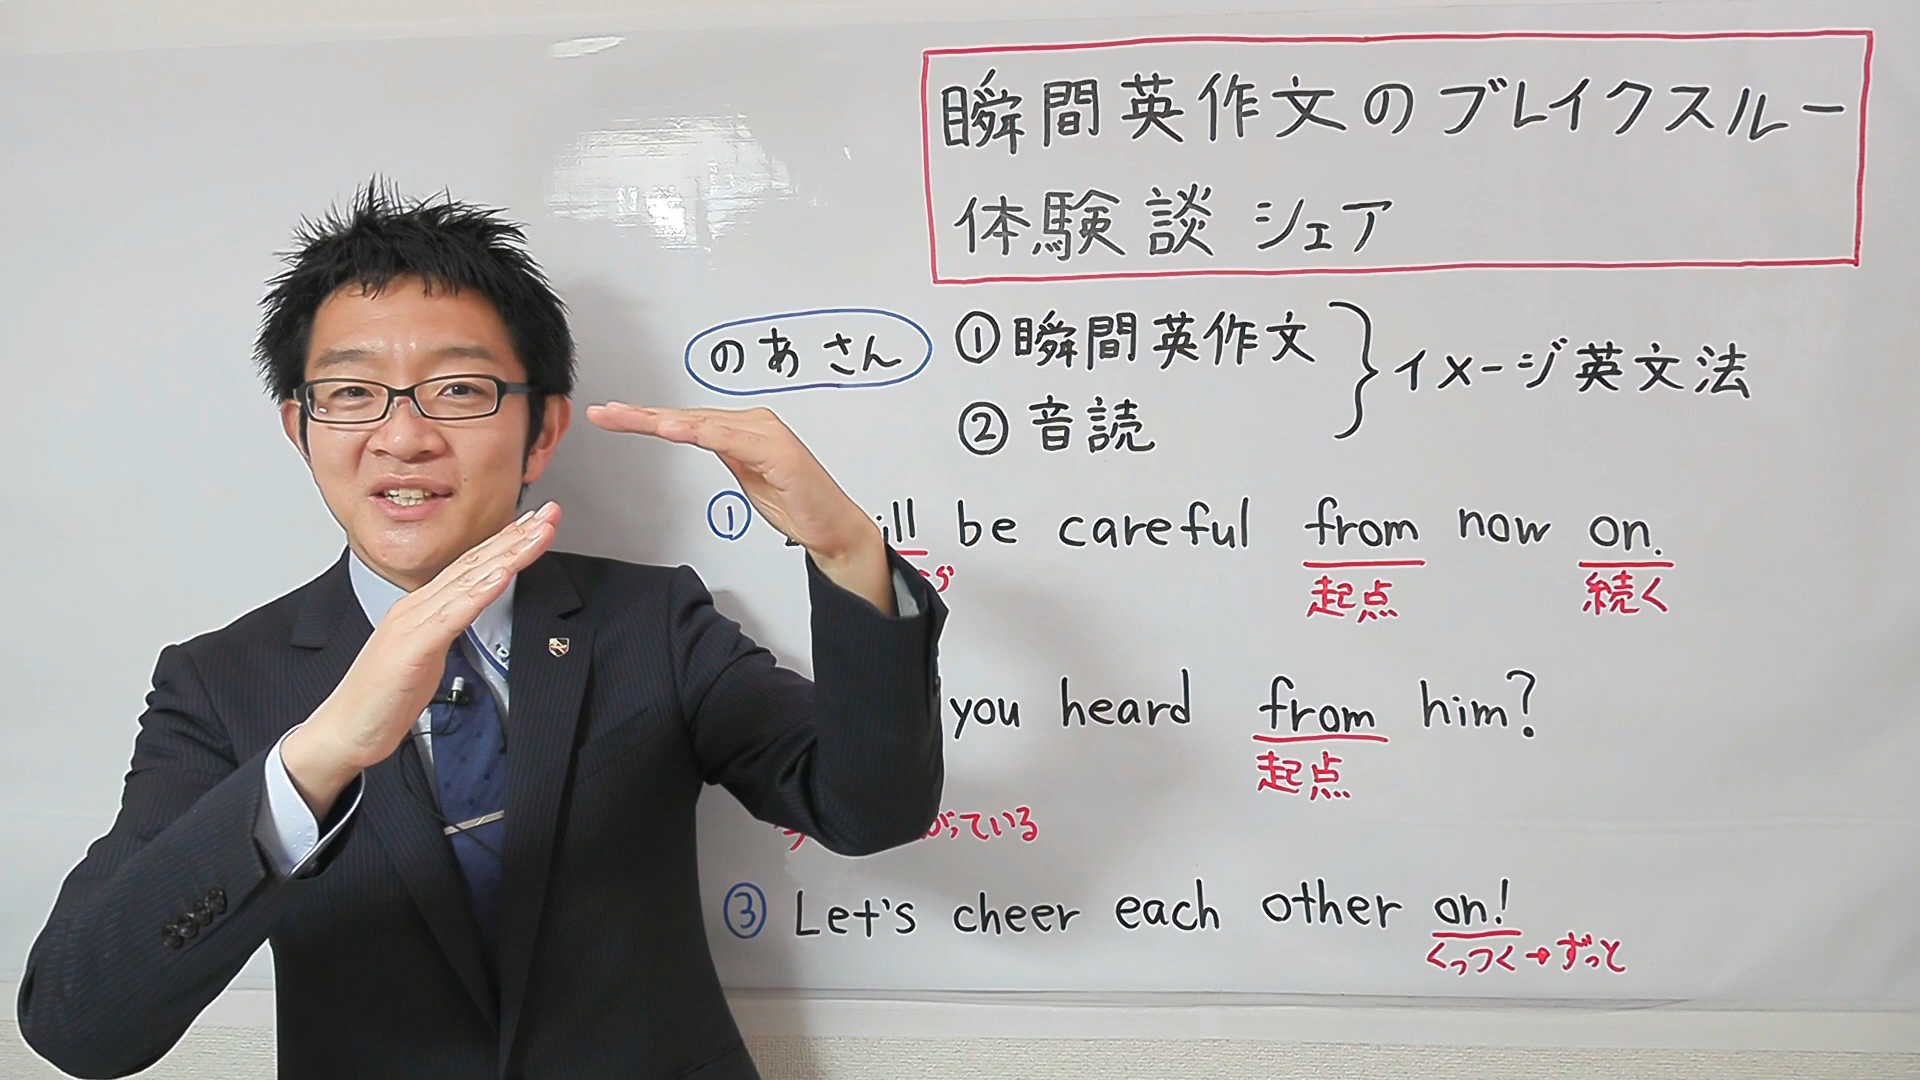 瞬間英作文のブレイクスルー
体験談シェア
のあさん ①瞬間英作文
②音読
イメージ英文法
① be careful from now on.
起点 続く
you heard from him?
起点
がっている
③ Let's cheer each other on!
くっつく→ずっと